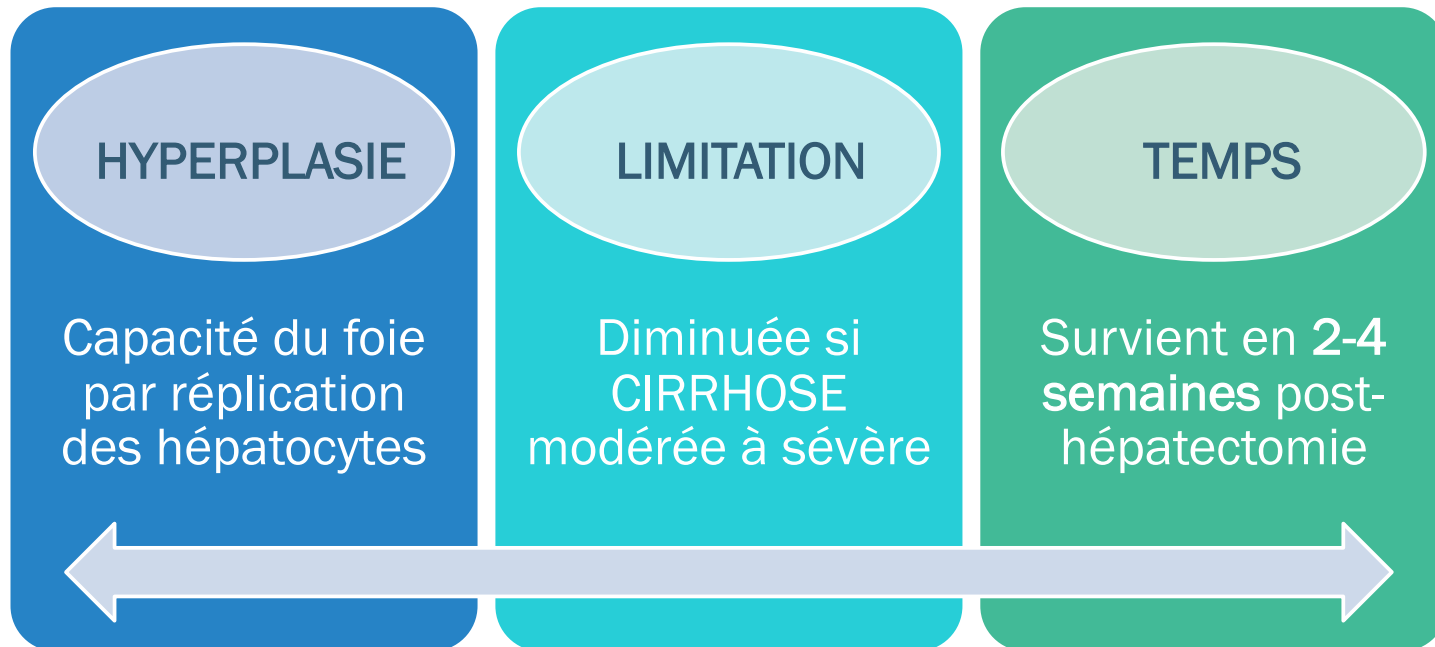 HYPERPLASIE
Capacité du foie
par réplication
des hépatocytes
LIMITATION
Diminuée si
CIRRHOSE
modérée à sévère
TEMPS
Survient en 2-4
semaines post-
hépatectomie